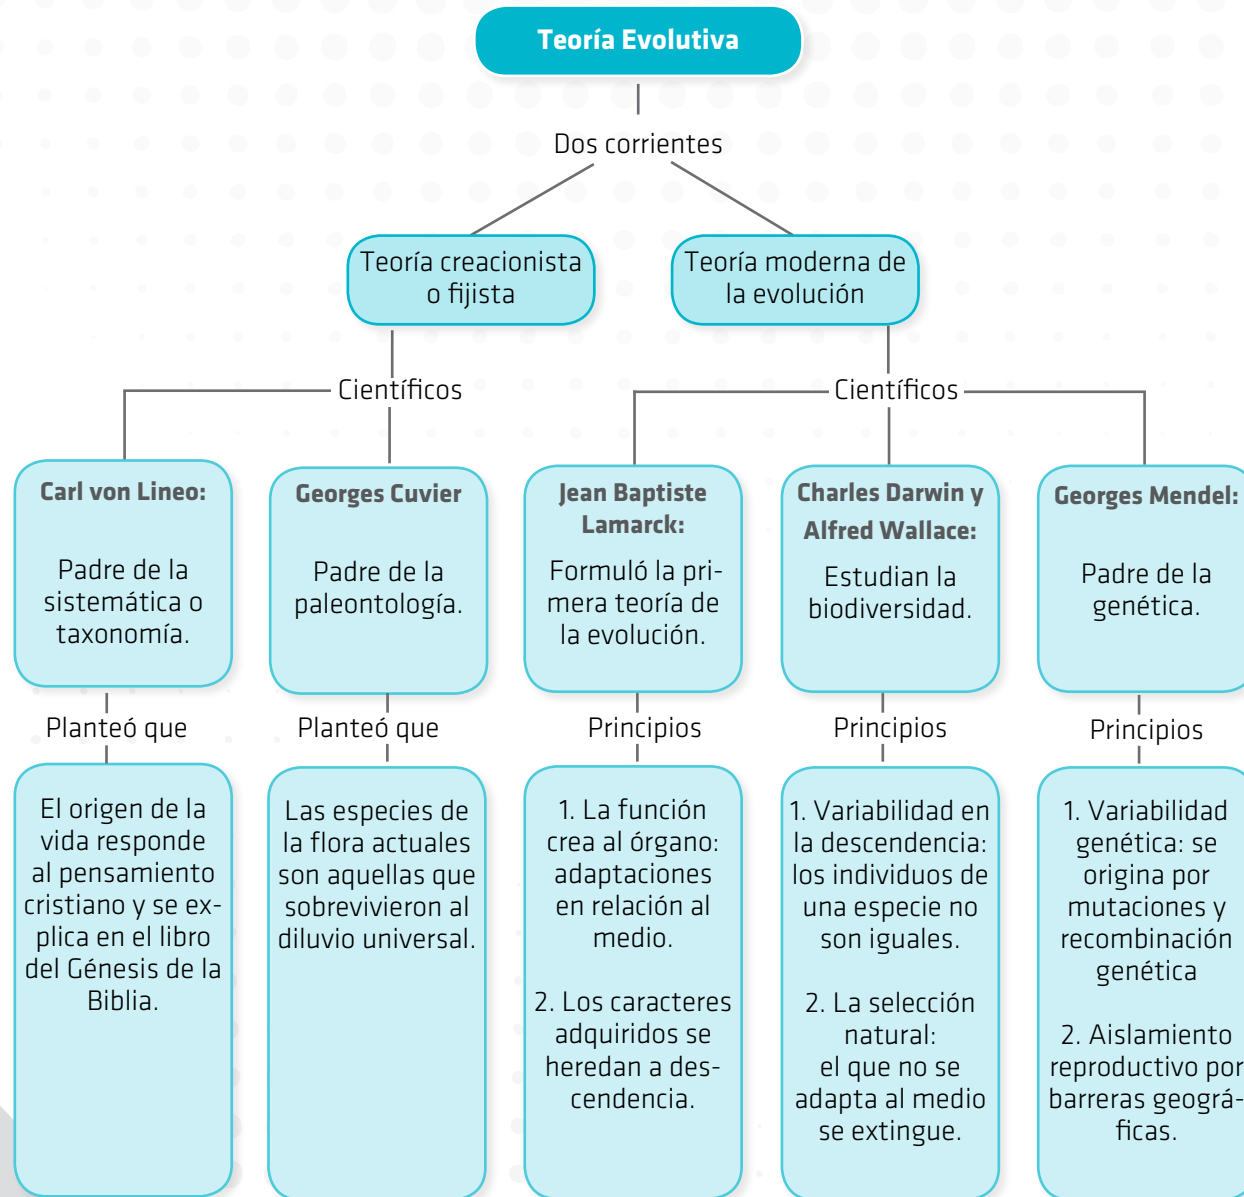 Teoría Evolutiva
Dos corrientes
Teoría creacionista
o fijista
Teoría moderna de
la evolución
Científicos
Científicos
Carl von Lineo:
Padre de la
sistemática o
taxonomía.
Georges Cuvier
Padre de la
paleontología.
Jean Baptiste
Lamarck:
Formuló la pri-
mera teoría de
la evolución.
Charles Darwin y
Alfred Wallace:
Estudian la
biodiversidad.
Georges Mendel:
Padre de la
genética.
Planteó que
Planteó que
Principios
Principios
Principios
El origen de la
vida responde
al pensamiento
cristiano y se ex-
plica en el libro
del Génesis de la
Biblia.
Las especies de
la flora actuales
son aquellas que
sobrevivieron al
diluvio universal.
1. La función
crea al órgano:
adaptaciones
en relación al
medio.
2. Los caracteres
adquiridos se
heredan a des-
cendencia.
1. Variabilidad en
la descendencia:
los individuos de
una especie no
son iguales.
2. La selección
natural:
el que no se
adapta al medio
se extingue.
1. Variabilidad
genética: se
origina por
mutaciones y
recombinación
genética
2. Aislamiento
reproductivo por
barreras geográ-
ficas.